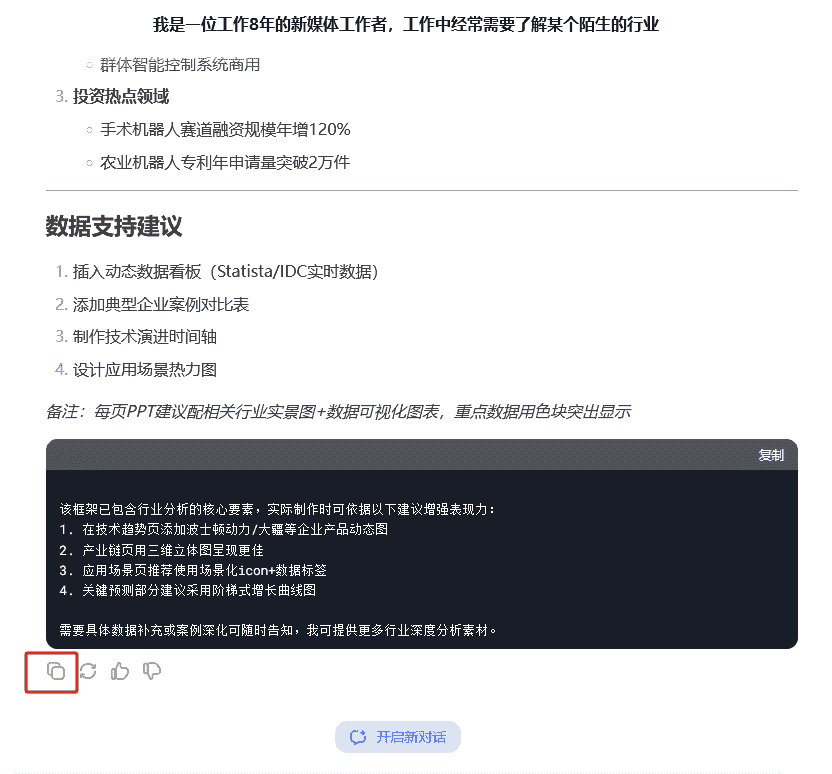 我是一位工作8年的新媒体工作者，工作中经常需要了解某个陌生的行业
○ 群体智能控制系统商用
3. 投资热点领域
○ 手术机器人赛道融资规模年增120%
○ 农业机器人专利年申请量突破2万件
数据支持建议
1. 插入动态数据看板（Statista/IDC实时数据）
2. 添加典型企业案例对比表
3. 制作技术演进时间轴
4. 设计应用场景热力图
备注：每页PPT建议配相关行业实景图+数据可视化图表，重点数据用色块突出显示
复制
该框架已包含行业分析的核心要素，实际制作时可依据以下建议增强表现力：
1. 在技术趋势页添加波士顿动力/大疆等企业产品动态图
2. 产业链页用三维立体图呈现更佳
3. 应用场景页推荐使用场景化icon+数据标签
4. 关键预测部分建议采用阶梯式增长曲线图
需要具体数据补充或案例深化可随时告知，我可提供更多行业深度分析素材。
开启新对话